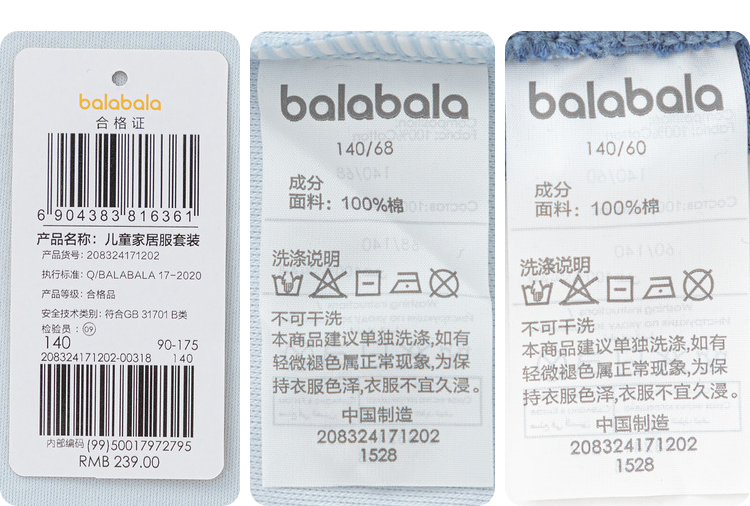 balabala
合格证
6 904383 816361
产品名称：儿童家居服套装
产品货号：208324171202
执行标准：Q/BALABALA 17-2020
产品等级：合格品
安全技术类别：符合GB 31701 B类
检验员：09
140 90-175
208324171202-00318 140
内部编码 (99)50017972795
RMB 239.00
balabala
140/68
成分
面料：100%棉
洗涤说明
不可干洗
本商品建议单独洗涤,如有
轻微褪色属正常现象,为保
持衣服色泽,衣服不宜久浸。
中国制造
208324171202
1528
balabala
140/60
成分
面料：100%棉
洗涤说明
不可干洗
本商品建议单独洗涤,如有
轻微褪色属正常现象,为保
持衣服色泽,衣服不宜久浸。
中国制造
208324171202
1528